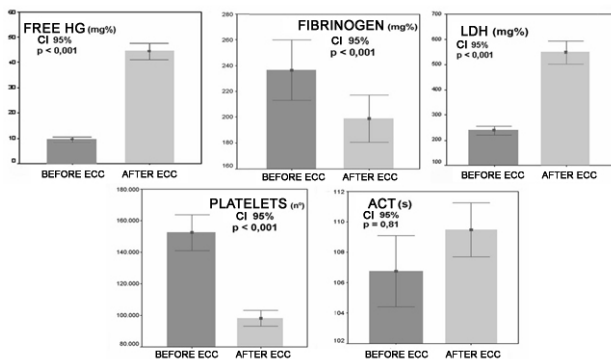 FREE HG (mg%)
CI 95%
p < 0,001
60
50
40
30
20
10
0
BEFORE ECC AFTER ECC
FIBRINOGEN (mg%)
CI 95%
p <0,001
280
260
240
220
200
180
160
BEFORE ECC AFTER ECC
LDH (mg%)
CI 95%
p <0,001
700
600
500
400
300
200
100
BEFORE ECC AFTER ECC
PLATELETS (nº)
CI 95%
p < 0,001
180.000
160.000
140.000
120.000
100.000
80.000
BEFORE ECC AFTER ECC
ACT (s)
CI 95%
p = 0,81
112
110
108
106
104
102
BEFORE ECC AFTER ECC